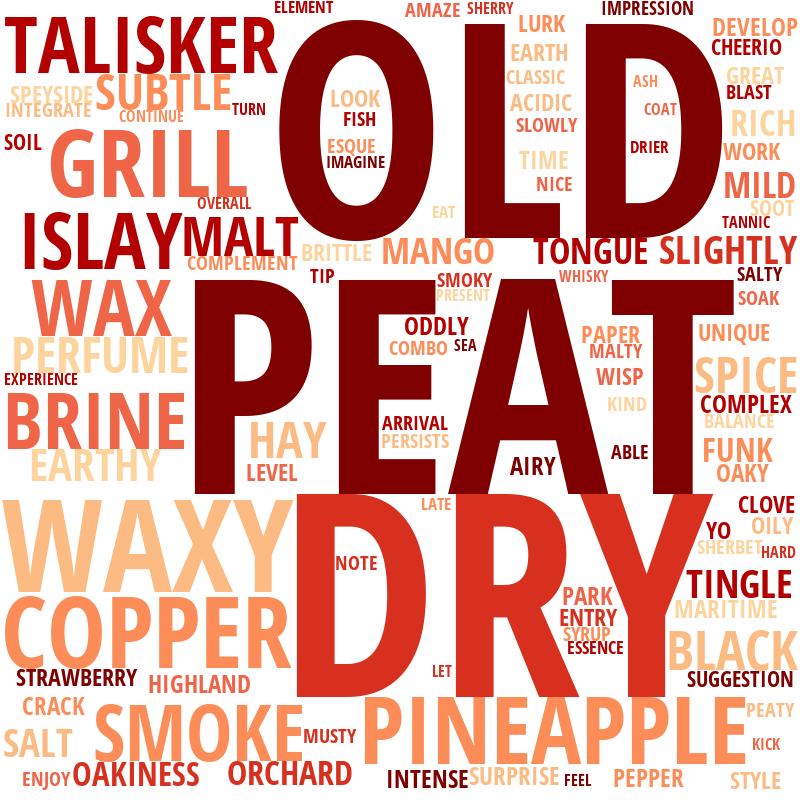 ELEMENT
AMAZE
SHERRY
IMPRESSION
TALISKER
OLD
LURK
DEVELOP
CHEERIO
EARTH
CLASSIC
GREAT
SPEYSIDE
SUBTLE
INTEGRATE
CONTINUE
TURN
LOOK
FISH
ACIDIC
ASH
COAT
BLAST
RICH
SOIL
GRILL
ESQUE
IMAGINE
SLOWLY
TIME
NICE
DRIER
WORK
MILD
SOOT
OVERALL
EAT
TANNIC
ISLAY
MALT
COMPLEMENT
BRITTLE
MANGO
TONGUE
SLIGHTLY
TIP
SMOKY
PRESENT
WHISKY
SALTY
SOAK
WAX
PEAT
PERFUME
ODDLY
COMBO
SEA
PAPER
MALTY
UNIQUE
EXPERIENCE
WISP
SPICE
BRINE
KIND
COMPLEX
BALANCE
HAY
ARRIVAL
PERSISTS
FUNK
EARTHY
LEVEL
AIRY
ABLE
OAKY
WAXY
DRY
LATE
CLOVE
YO
OILY
SHERBET
HARD
NOTE
TINGLE
COPPER
PARK
ENTRY
SYRUP
ESSENCE
MARITIME
BLACK
STRAWBERRY
HIGHLAND
LET
SUGGESTION
CRACK
SMOKE
PINEAPPLE
PEATY
SALT
MUSTY
KICK
ENJOY
OAKINESS
ORCHARD
INTENSE
SURPRISE
FEEL
PEPPER
STYLE